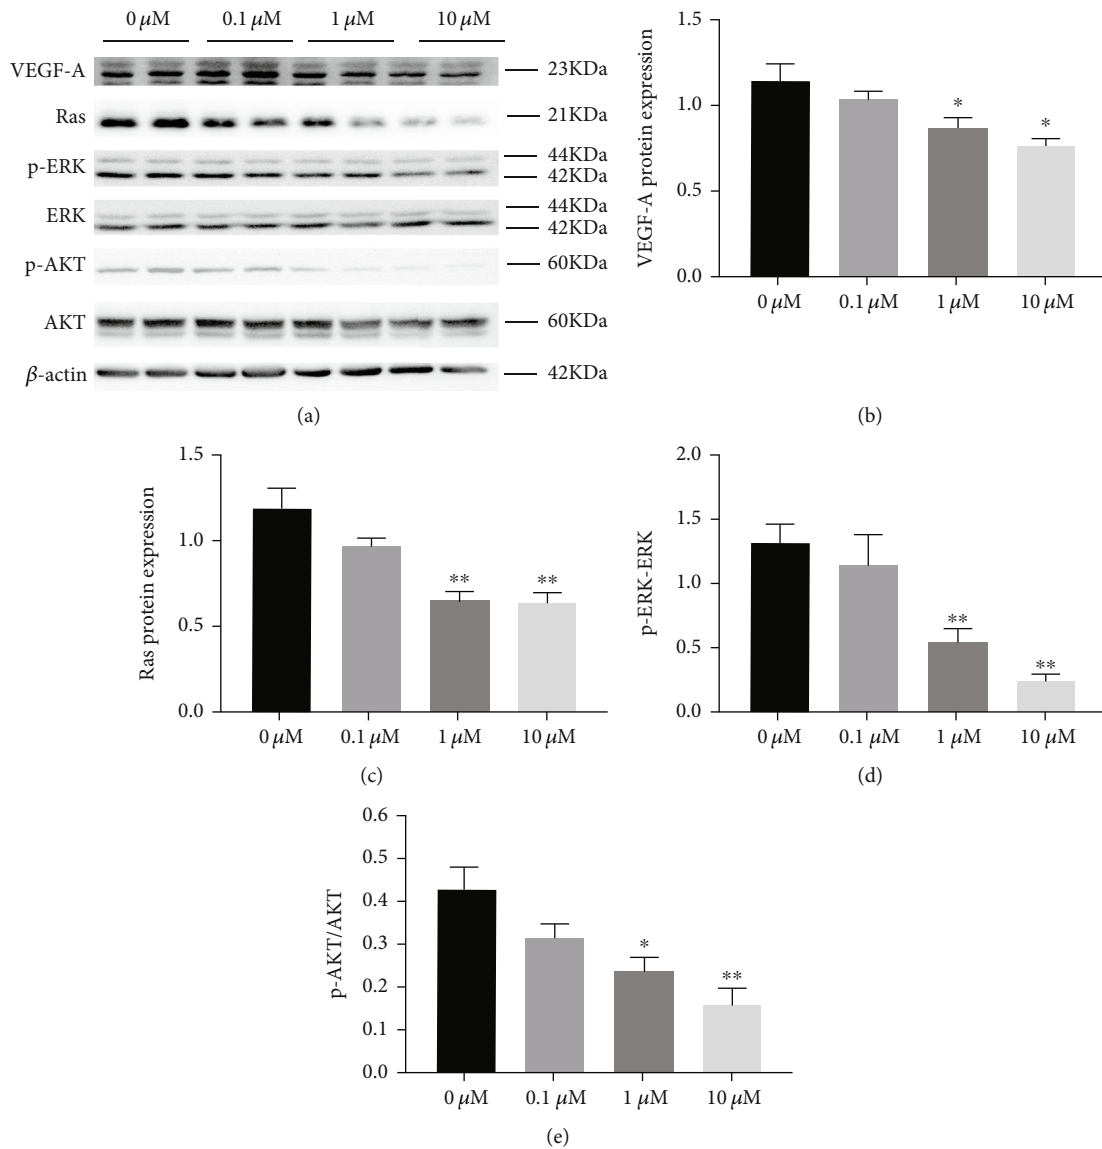 0 μM 0.1 μM 1 μM 10 μM
VEGF-A 23KDa
Ras 21KDa
p-ERK 44KDa
42KDa
ERK 44KDa
42KDa
p-AKT 60KDa
AKT 60KDa
β-actin 42KDa
(a)
VEGF-A protein expression
1.5
1.0
0.5
0.0
* *
0 μM 0.1 μM 1 μM 10 μM
(b)
Ras protein expression
1.5
1.0
0.5
0.0
** **
0 μM 0.1 μM 1 μM 10 μM
(c)
p-ERK-ERK
2.0
1.5
1.0
0.5
0.0
**
**
0 μM 0.1 μM 1 μM 10 μM
(d)
p-AKT/AKT
0.6
0.5
0.4
0.3
0.2
0.1
0.0
*
**
0 μM 0.1 μM 1 μM 10 μM
(e)